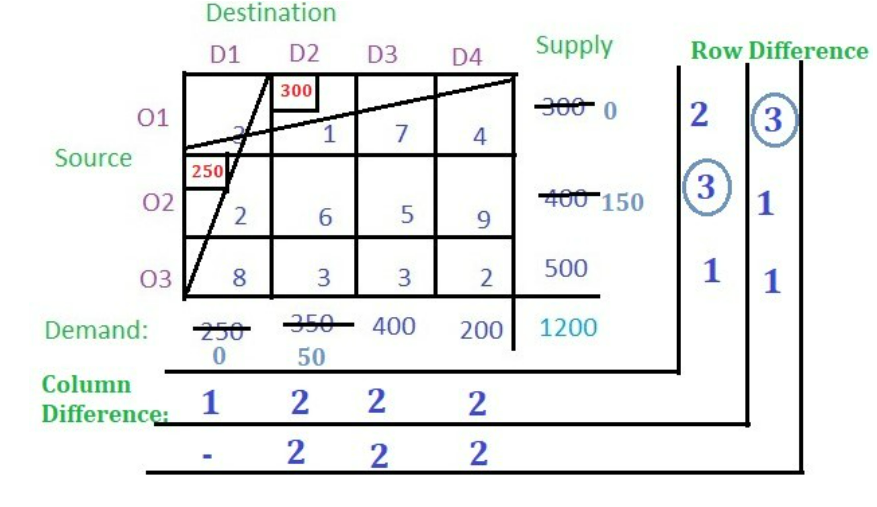 Destination
D1 D2 D3 D4 Supply Row Difference
300
O1 3 1 7 4 300 0 2 3
Source
250
O2 2 6 5 9 400 150 3 1
O3 8 3 3 2 500 1 1
Demand: 250 350 400 200 1200
0 50
Column
Difference: 1 2 2 2
- 2 2 2